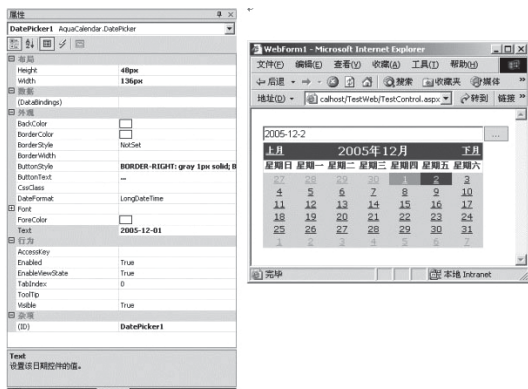 属性
DatePicker1 AquaCalendar.DatePicker
布局
Height 48px
Width 136px
数据
(DataBindings)
外观
BackColor
BorderColor
BorderStyle NotSet
BorderWidth
ButtonStyle BORDER-RIGHT: gray 1px solid; B
ButtonText ...
CssClass
DateFormat LongDateTime
Font
ForeColor
Text 2005-12-01
行为
AccessKey
Enabled True
EnableViewState True
TabIndex 0
ToolTip
Visible True
杂项
(ID) DatePicker1
Text
设置该日期控件的值。
WebForm1 - Microsoft Internet Explorer
文件(F) 编辑(E) 查看(V) 收藏(A) 工具(T) 帮助(H)
后退 搜索 收藏夹 媒体 »
地址(D) calhost/TestWeb/TestControl.aspx 转到 链接 »
2005-12-2 ...
上月 2005年12月 下月
星期日 星期一 星期二 星期三 星期四 星期五 星期六
27 28 29 30 1 2 3
4 5 6 7 8 9 10
11 12 13 14 15 16 17
18 19 20 21 22 23 24
25 26 27 28 29 30 31
1 2 3 4 5 6 7
完毕 本地 Intranet